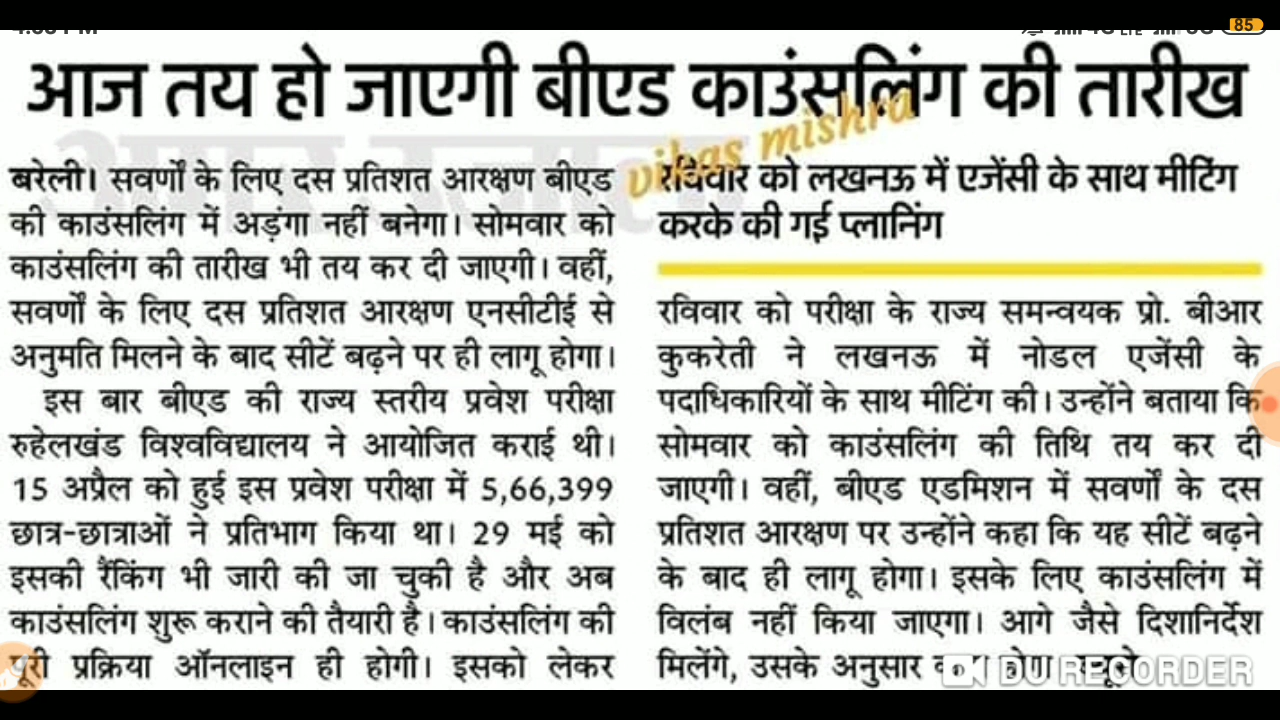 85
आज तय हो जाएगी बीएड काउंसलिंग की तारीख
vikas mishra
बरेली। सवर्णों के लिए दस प्रतिशत आरक्षण बीएड
की काउंसलिंग में अड़ंगा नहीं बनेगा। सोमवार को
काउंसलिंग की तारीख भी तय कर दी जाएगी। वहीं,
सवर्णों के लिए दस प्रतिशत आरक्षण एनसीटीई से
अनुमति मिलने के बाद सीटें बढ़ने पर ही लागू होगा।
इस बार बीएड की राज्य स्तरीय प्रवेश परीक्षा
रुहेलखंड विश्वविद्यालय ने आयोजित कराई थी।
15 अप्रैल को हुई इस प्रवेश परीक्षा में 5,66,399
छात्र-छात्राओं ने प्रतिभाग किया था। 29 मई को
इसकी रैंकिंग भी जारी की जा चुकी है और अब
काउंसलिंग शुरू कराने की तैयारी है। काउंसलिंग की
पूरी प्रक्रिया ऑनलाइन ही होगी। इसको लेकर
रविवार को लखनऊ में एजेंसी के साथ मीटिंग
करके की गई प्लानिंग
रविवार को परीक्षा के राज्य समन्वयक प्रो. बीआर
कुकरेती ने लखनऊ में नोडल एजेंसी के
पदाधिकारियों के साथ मीटिंग की। उन्होंने बताया कि
सोमवार को काउंसलिंग की तिथि तय कर दी
जाएगी। वहीं, बीएड एडमिशन में सवर्णों के दस
प्रतिशत आरक्षण पर उन्होंने कहा कि यह सीटें बढ़ने
के बाद ही लागू होगा। इसके लिए काउंसलिंग में
विलंब नहीं किया जाएगा। आगे जैसे दिशानिर्देश
मिलेंगे, उसके अनुसार
DU RECORDER